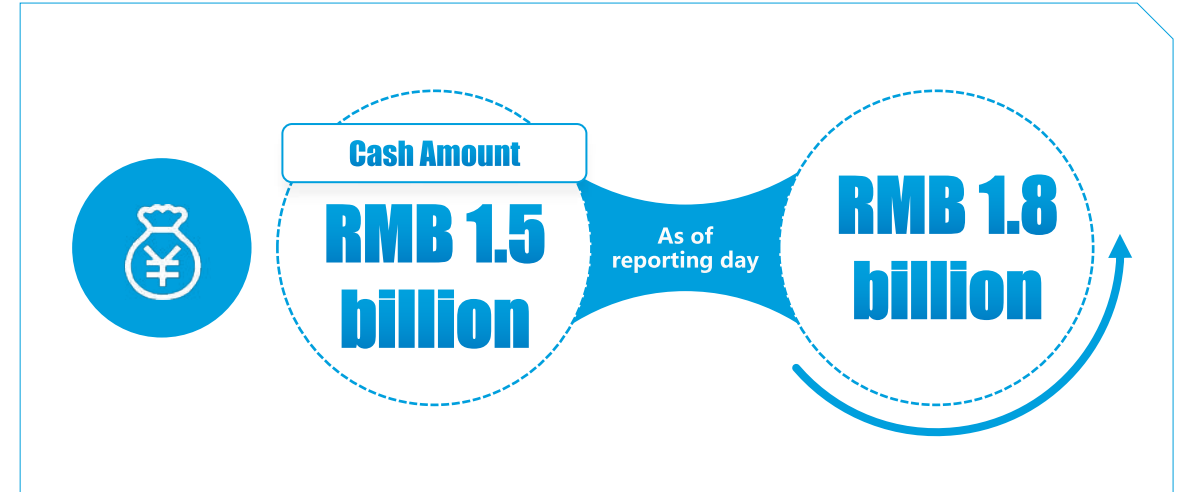 Cash Amount
RMB 1.5
billion
As of
reporting day
RMB 1.8
billion